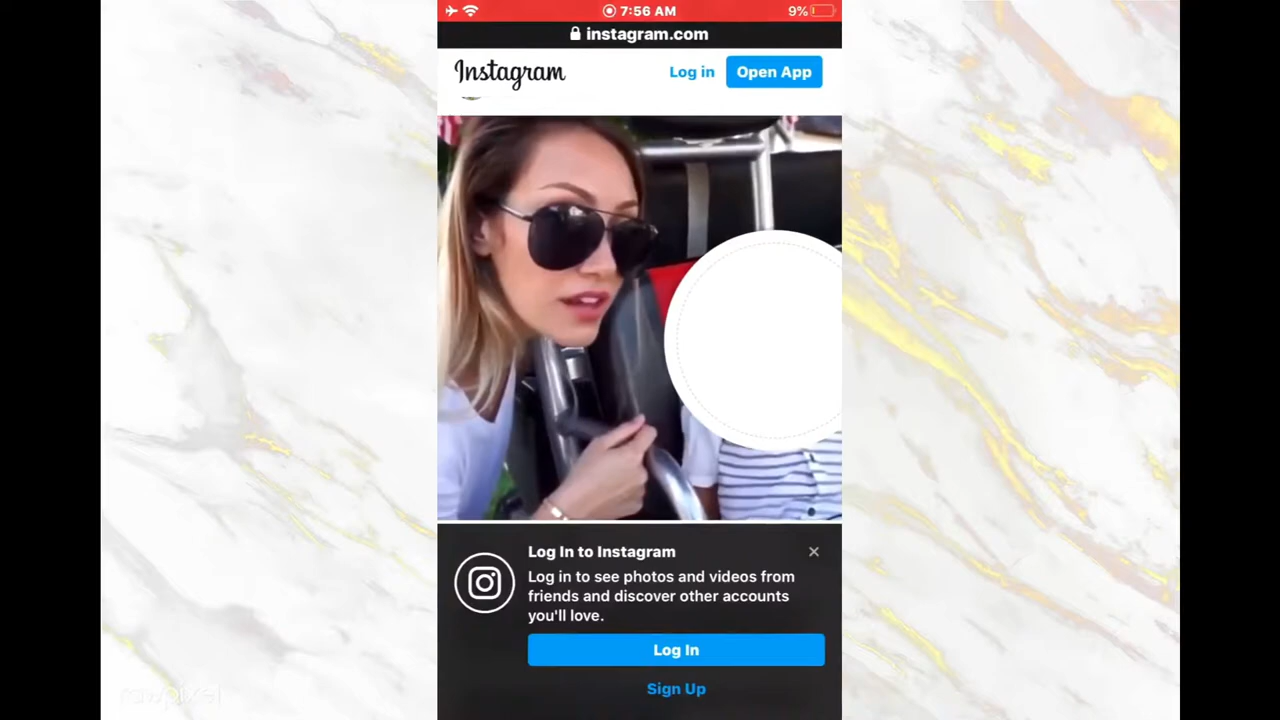 7:56 AM
9%
instagram.com
Instagram
Log in
Open App
Log In to Instagram
Log in to see photos and videos from
friends and discover other accounts
you'll love.
Log In
Sign Up
rawpixel